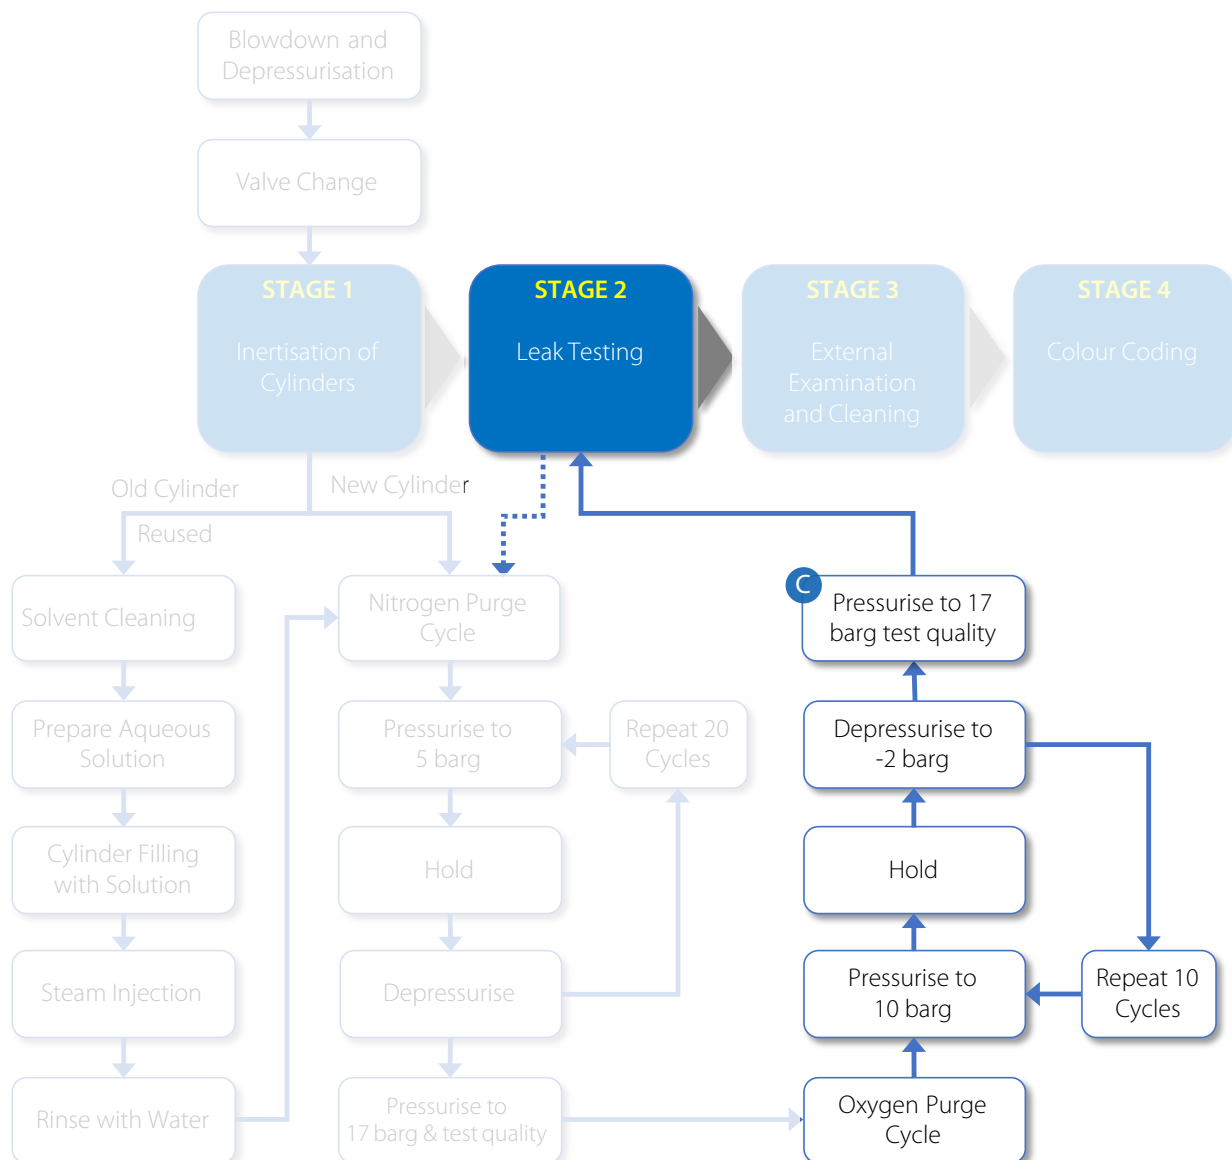 Blowdown and
Depressurisation
Valve Change
STAGE 1
Inertisation of
Cylinders
STAGE 2
Leak Testing
STAGE 3
External
Examination
and Cleaning
STAGE 4
Colour Coding
Old Cylinder
Reused
New Cylinder
Solvent Cleaning
Prepare Aqueous
Solution
Cylinder Filling
with Solution
Steam Injection
Rinse with Water
Nitrogen Purge
Cycle
Pressurise to
5 barg
Repeat 20
Cycles
Hold
Depressurise
Pressurise to
17 barg & test quality
C
Pressurise to 17
barg test quality
Depressurise to
-2 barg
Hold
Pressurise to
10 barg
Repeat 10
Cycles
Oxygen Purge
Cycle